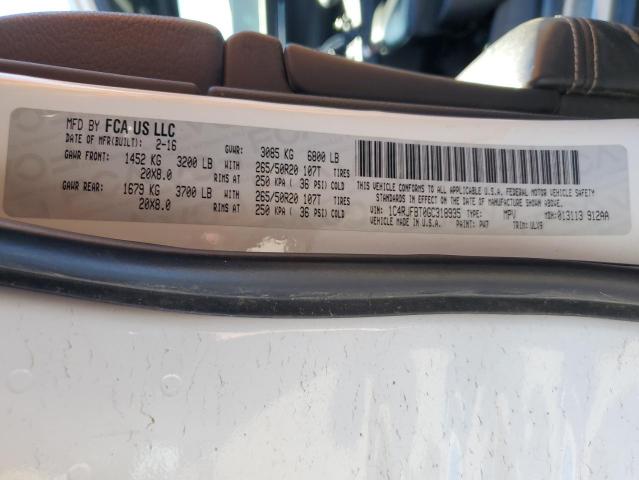 MFD BY FCA US LLC
DATE OF MFR(BUILT): 2-16 GVWR: 3085 KG 6800 LB
GAWR FRONT: 1452 KG 3200 LB WITH 265/50R20 107T TIRES
20X8.0 RIMS AT 250 KPA ( 36 PSI) COLD
GAWR REAR: 1679 KG 3700 LB WITH 265/50R20 107T TIRES
20X8.0 RIMS AT 250 KPA ( 36 PSI) COLD
THIS VEHICLE CONFORMS TO ALL APPLICABLE U.S.A. FEDERAL MOTOR VEHICLE SAFETY
STANDARDS IN EFFECT ON THE DATE OF MANUFACTURE SHOWN ABOVE.
VIN: 1C4RJFBT0GC318935 TYPE: MPV MDH: 013113 912AA
VEHICLE MADE IN U.S.A. PAINT: PW7 TRIM: ULX9